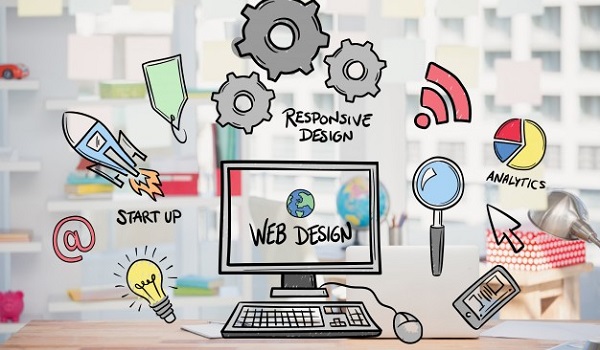 RESPONSIVE
DESIGN
ANALYTICS
START UP
WEB DESIGN
@